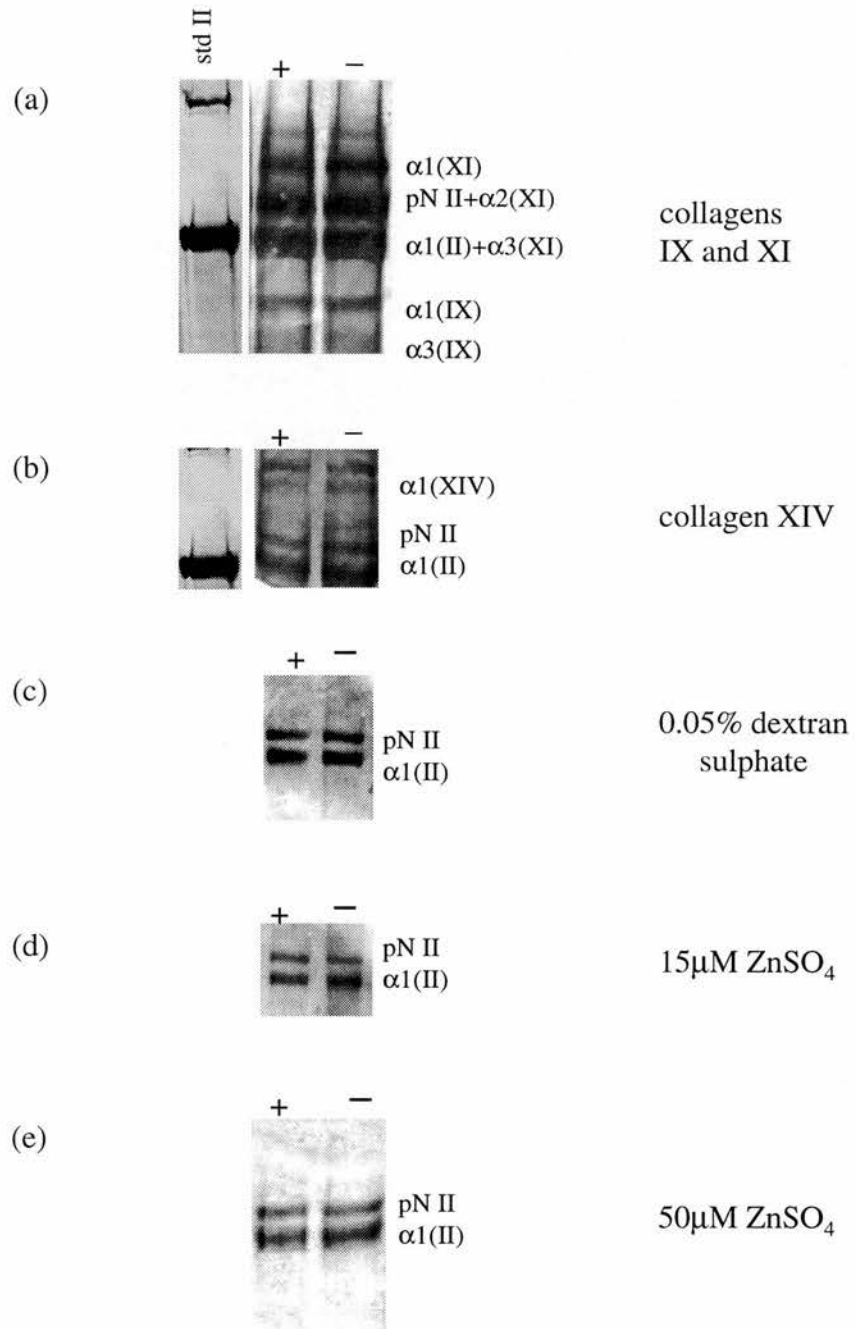 std II
+ −
(a)
α1(XI)
pN II+α2(XI)
α1(II)+α3(XI)
α1(IX)
α3(IX)
collagens
IX and XI
+ −
(b)
α1(XIV)
pN II
α1(II)
collagen XIV
+ −
(c)
pN II
α1(II)
0.05% dextran
sulphate
+ −
(d)
pN II
α1(II)
15μM ZnSO₄
+ −
(e)
pN II
α1(II)
50μM ZnSO₄